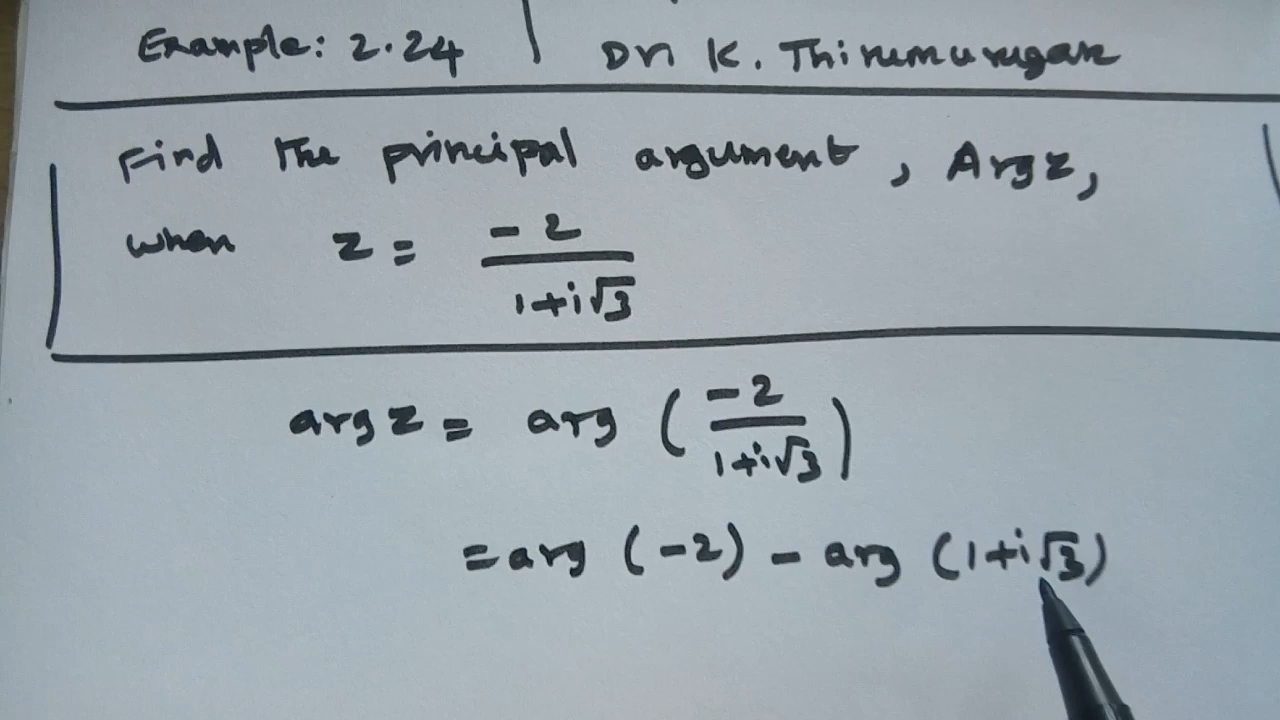 Example: 2.24 | Dr K. Thirumurugan
Find the principal argument, Arg z,
when z = -2 / 1+i√3
arg z = arg ( -2 / 1+i√3 )
= arg (-2) - arg (1+i√3)